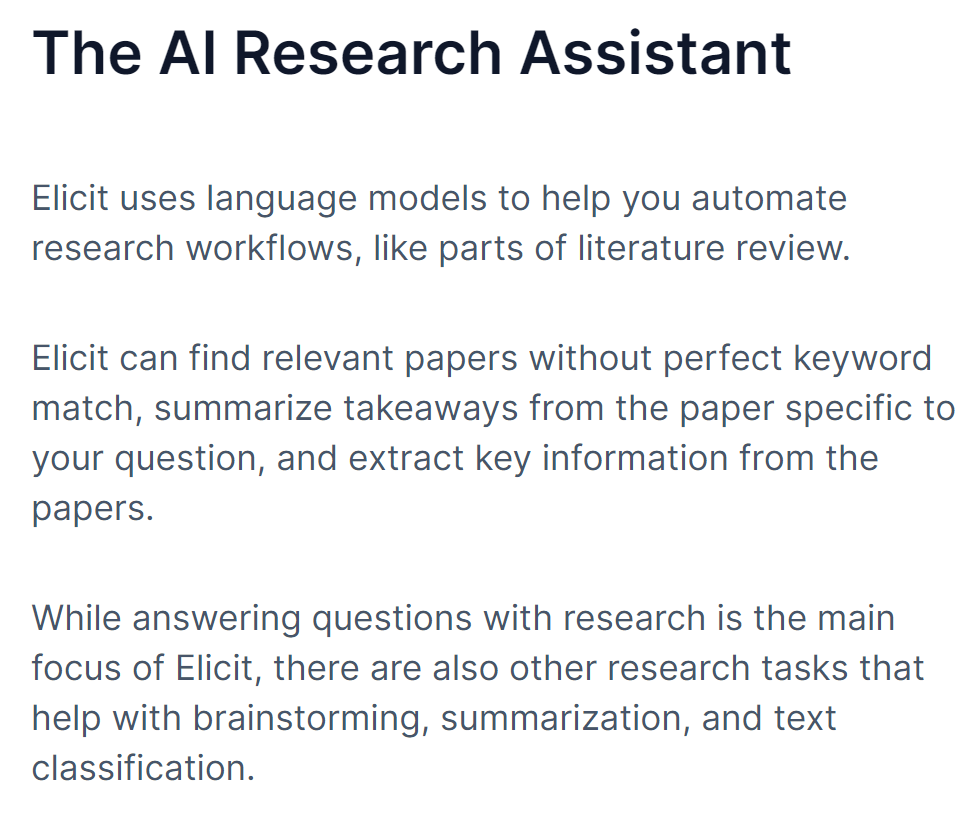 The AI Research Assistant
Elicit uses language models to help you automate
research workflows, like parts of literature review.
Elicit can find relevant papers without perfect keyword
match, summarize takeaways from the paper specific to
your question, and extract key information from the
papers.
While answering questions with research is the main
focus of Elicit, there are also other research tasks that
help with brainstorming, summarization, and text
classification.